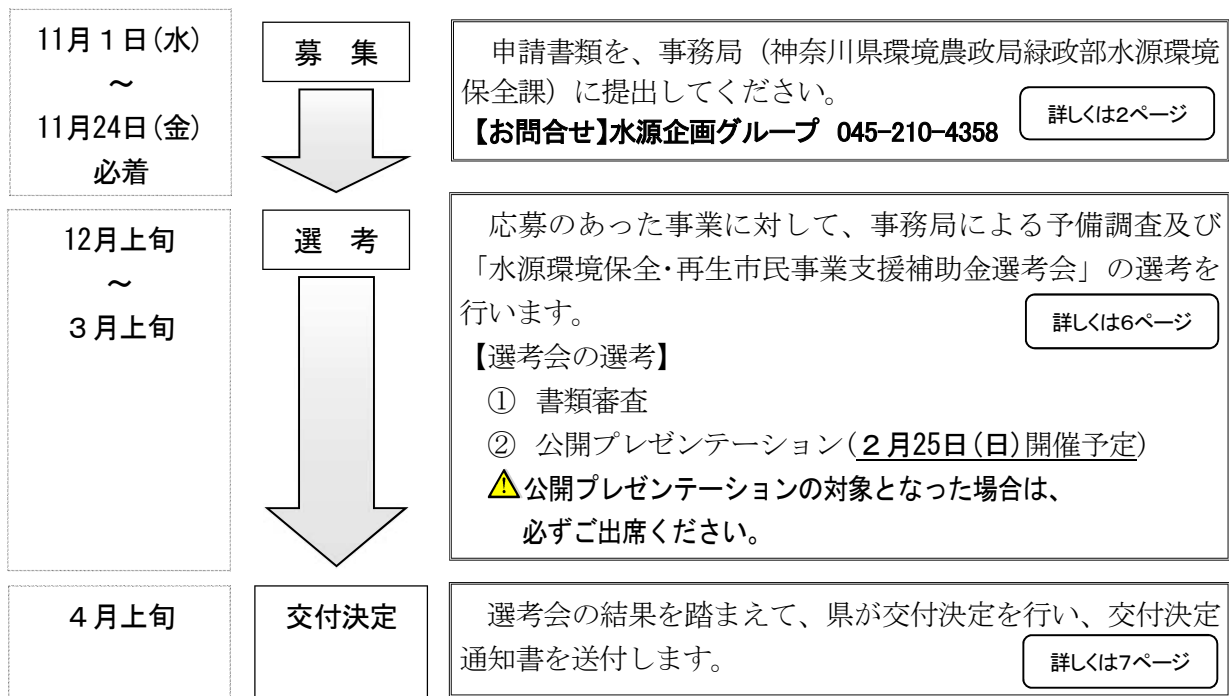 11月１日(水)
～
11月24日(金)
必着
募　集
　申請書類を、事務局（神奈川県環境農政局緑政部水源環境
保全課）に提出してください。
【お問合せ】水源企画グループ　045-210-4358
詳しくは2ページ
12月上旬
～
３月上旬
選　考
　応募のあった事業に対して、事務局による予備調査及び
「水源環境保全・再生市民事業支援補助金選考会」の選考を
行います。
詳しくは6ページ
【選考会の選考】
①　書類審査
②　公開プレゼンテーション(２月25日(日)開催予定)
公開プレゼンテーションの対象となった場合は、
必ずご出席ください。
４月上旬
交付決定
　選考会の結果を踏まえて、県が交付決定を行い、交付決定
通知書を送付します。
詳しくは7ページ